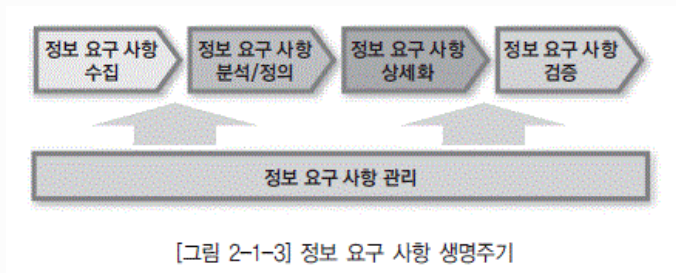 정보 요구 사항
수집
정보 요구 사항
분석/정의
정보 요구 사항
상세화
정보 요구 사항
검증
정보 요구 사항 관리
[그림 2-1-3] 정보 요구 사항 생명주기